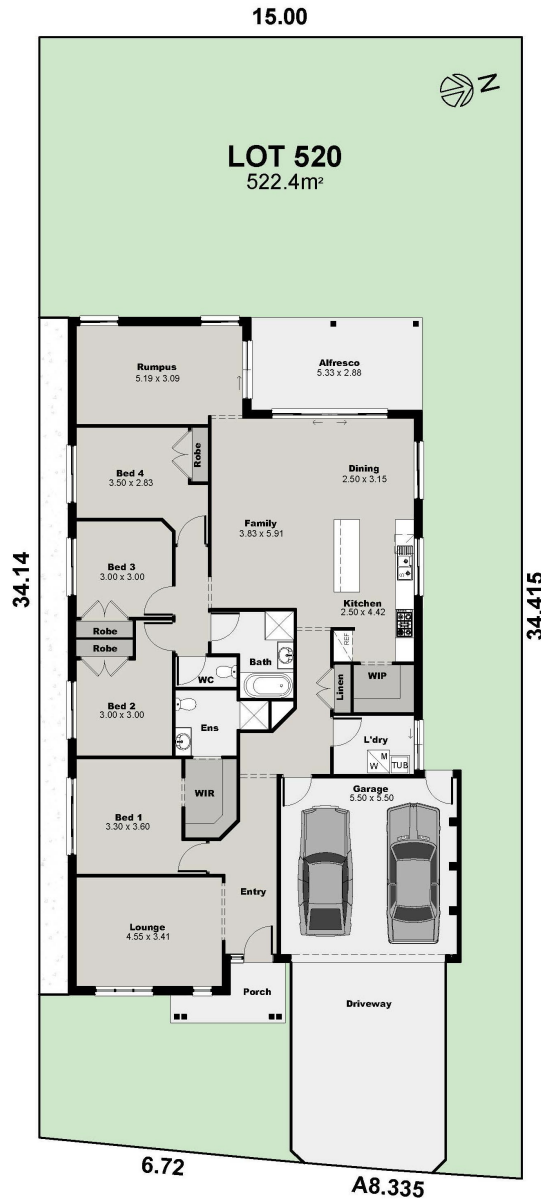 15.00
N
LOT 520
522.4m²
Rumpus
5.19 x 3.09
Alfresco
5.33 x 2.88
Robe
Bed 4
3.50 x 2.83
Dining
2.50 x 3.15
Family
3.83 x 5.91
Bed 3
3.00 x 3.00
34.14
34.415
Kitchen
2.50 x 4.42
Robe
Robe
REF
Bath
WC
Linen
WIP
Bed 2
3.00 x 3.00
Ens
L'dry
M
W
TUB
WIR
Garage
5.50 x 5.50
Bed 1
3.30 x 3.60
Entry
Lounge
4.55 x 3.41
Porch
Driveway
6.72
A8.335